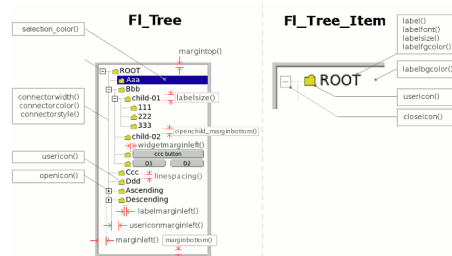 Fl_Tree
Fl_Tree_Item
selection_color()
margintop()
label()
labelfont()
labelsize()
labelfgcolor()
ROOT
Aaa
Bbb
child-01
111
222
333
child-02
ccc button
D1
D2
Ccc
Ddd
Ascending
Descending
connectorwidth()
connectorcolor()
connectorstyle()
labelsize()
openchild_marginbottom()
widgetmarginleft()
usericon()
openicon()
linespacing()
labelmarginleft()
usericonmarginleft()
marginleft()
marginbottom()
ROOT
labelbgcolor()
usericon()
closeicon()